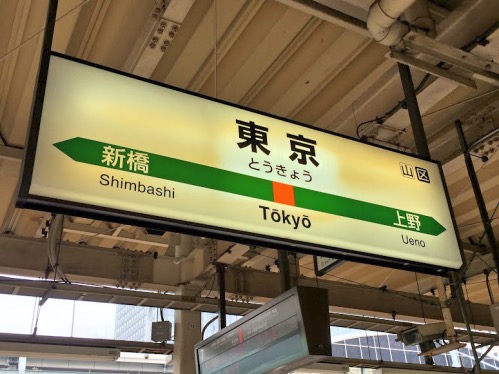 東京
とうきょう
山 区
新橋
Shimbashi
Tōkyō
上野
Ueno